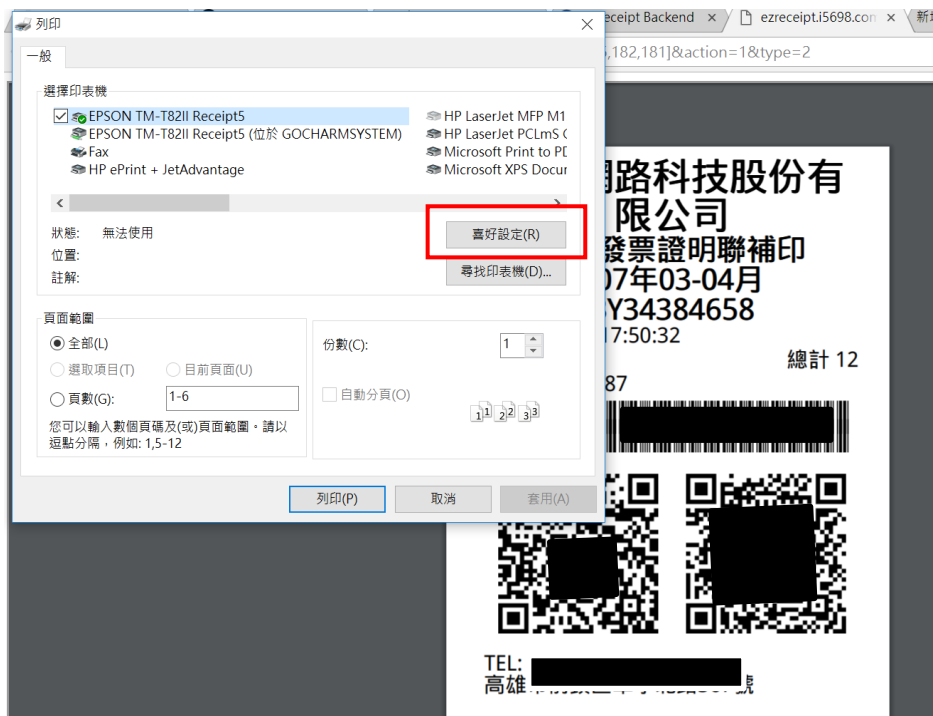 列印
eceipt Backend
ezreceipt.i5698.com
新
,182,181]&action=1&type=2
一般
選擇印表機
EPSON TM-T82II Receipt5
EPSON TM-T82II Receipt5 (位於 GOCHARMSYSTEM)
Fax
HP ePrint + JetAdvantage
HP LaserJet MFP M1
HP LaserJet PCLmS
Microsoft Print to PD
Microsoft XPS Docur
狀態: 無法使用
位置:
註解:
喜好設定(R)
尋找印表機(D)...
頁面範圍
全部(L)
選取項目(T)
目前頁面(U)
頁數(G):
1-6
您可以輸入數個頁碼及(或)頁面範圍。請以
逗點分隔，例如: 1,5-12
份數(C):
1
自動分頁(O)
1 1 2 2 3 3
列印(P)
取消
套用(A)
路科技股份有
限公司
發票證明聯補印
07年03-04月
Y34384658
17:50:32
總計 12
87
TEL:
高雄
號